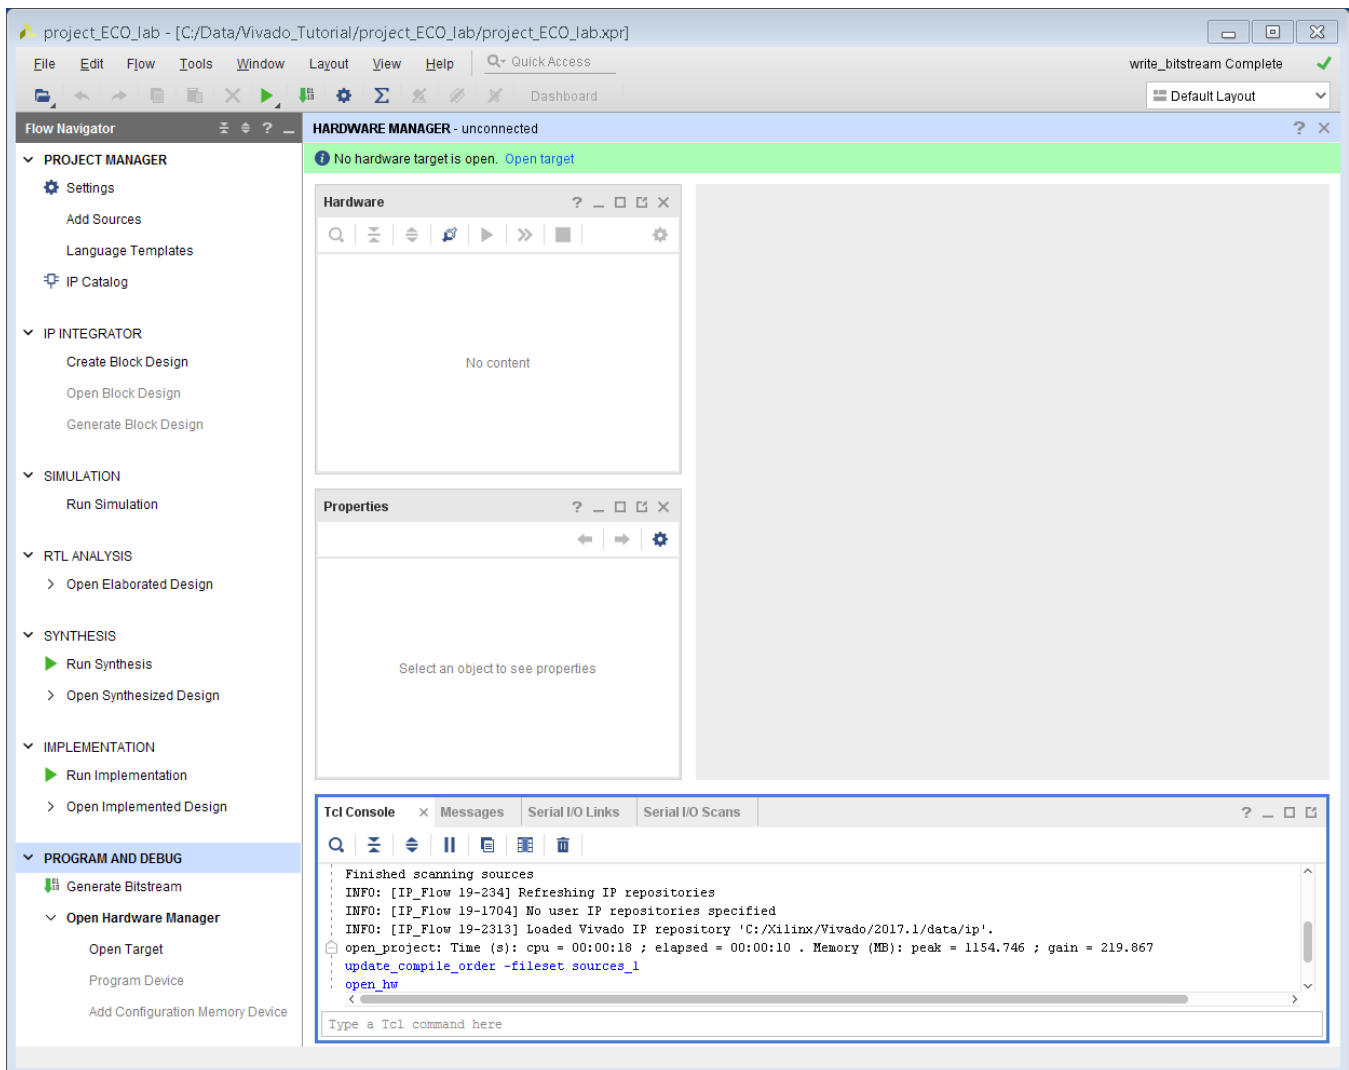 project_ECO_lab - [C:/Data/Vivado_Tutorial/project_ECO_lab/project_ECO_lab.xpr]
File Edit Flow Tools Window Layout View Help Quick Access write_bitstream Complete
Dashboard Default Layout
Flow Navigator
HARDWARE MANAGER - unconnected
No hardware target is open. Open target
PROJECT MANAGER
Settings
Add Sources
Language Templates
IP Catalog
IP INTEGRATOR
Create Block Design
Open Block Design
Generate Block Design
SIMULATION
Run Simulation
RTL ANALYSIS
Open Elaborated Design
SYNTHESIS
Run Synthesis
Open Synthesized Design
IMPLEMENTATION
Run Implementation
Open Implemented Design
PROGRAM AND DEBUG
Generate Bitstream
Open Hardware Manager
Open Target
Program Device
Add Configuration Memory Device
Hardware
No content
Properties
Select an object to see properties
Tcl Console Messages Serial I/O Links Serial I/O Scans
Finished scanning sources
INFO: [IP_Flow 19-234] Refreshing IP repositories
INFO: [IP_Flow 19-1704] No user IP repositories specified
INFO: [IP_Flow 19-2313] Loaded Vivado IP repository 'C:/Xilinx/Vivado/2017.1/data/ip'.
open_project: Time (s): cpu = 00:00:18 ; elapsed = 00:00:10 . Memory (MB): peak = 1154.746 ; gain = 219.867
update_compile_order -fileset sources_1
open_hw
Type a Tcl command here